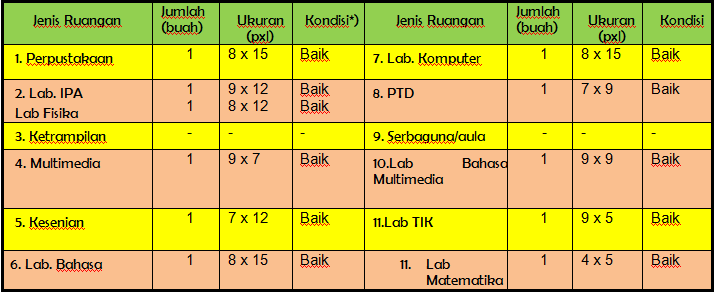 Jenis Ruangan Jumlah (buah) Ukuran (pxl) Kondisi*) Jenis Ruangan Jumlah (buah) Ukuran (pxl) Kondisi
1. Perpustakaan 1 8 x 15 Baik 7. Lab. Komputer 1 8 x 15 Baik
2. Lab. IPA 1 9 x 12 Baik 8. PTD 1 7 x 9 Baik
Lab Fisika 1 8 x 12 Baik
3. Ketrampilan - - - 9. Serbaguna/aula - - -
4. Multimedia 1 9 x 7 Baik 10.Lab Bahasa 1 9 x 9 Baik
Multimedia
5. Kesenian 1 7 x 12 Baik 11.Lab TIK 1 9 x 5 Baik
6. Lab. Bahasa 1 8 x 15 Baik 11. Lab 1 4 x 5 Baik
Matematika